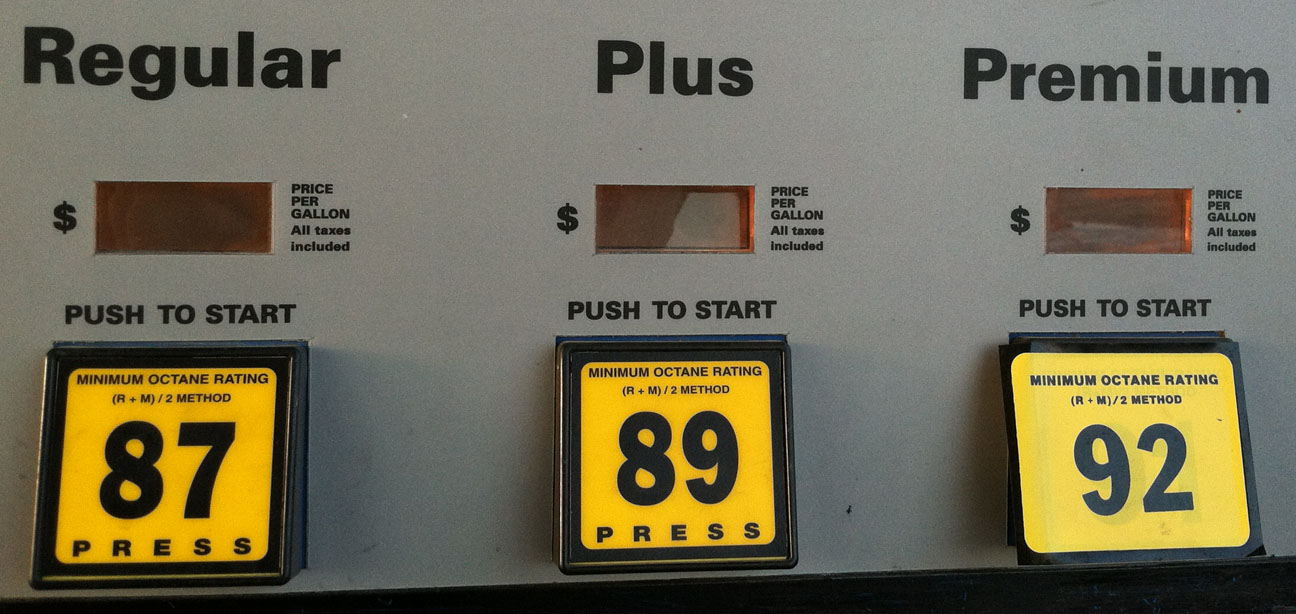 Regular
$
PRICE
PER
GALLON
All taxes
included
PUSH TO START
MINIMUM OCTANE RATING
(R + M) / 2 METHOD
87
PRESS
Plus
$
PRICE
PER
GALLON
All taxes
included
PUSH TO START
MINIMUM OCTANE RATING
(R + M) / 2 METHOD
89
PRESS
Premium
$
PRICE
PER
GALLON
All taxes
included
PUSH TO START
MINIMUM OCTANE RATING
(R + M) / 2 METHOD
92